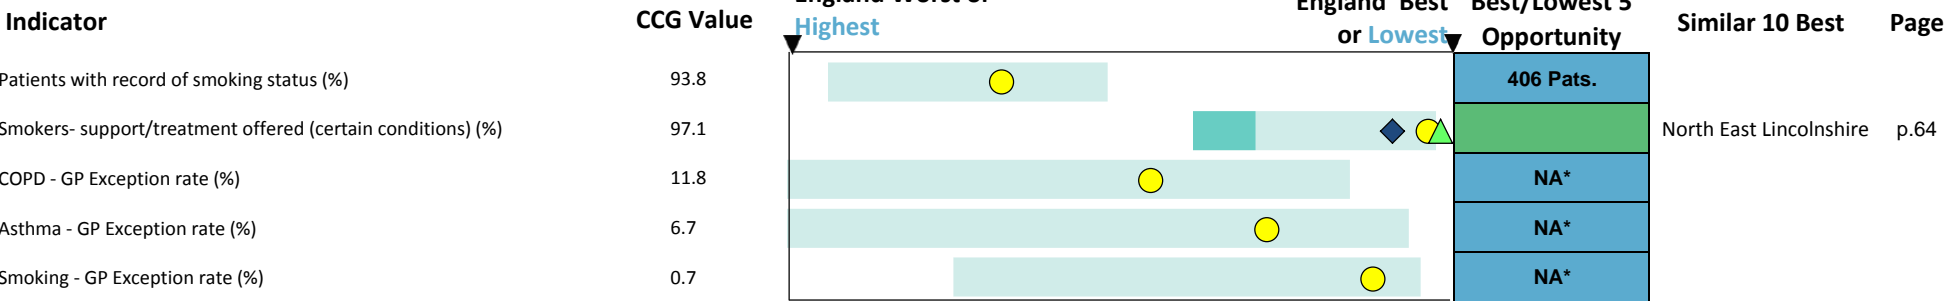 England Worst or
England Best Best/Lowest 5
Indicator CCG Value Highest or Lowest Opportunity Similar 10 Best Page
Patients with record of smoking status (%) 93.8 406 Pats.
Smokers- support/treatment offered (certain conditions) (%) 97.1 North East Lincolnshire p.64
COPD - GP Exception rate (%) 11.8 NA*
Asthma - GP Exception rate (%) 6.7 NA*
Smoking - GP Exception rate (%) 0.7 NA*